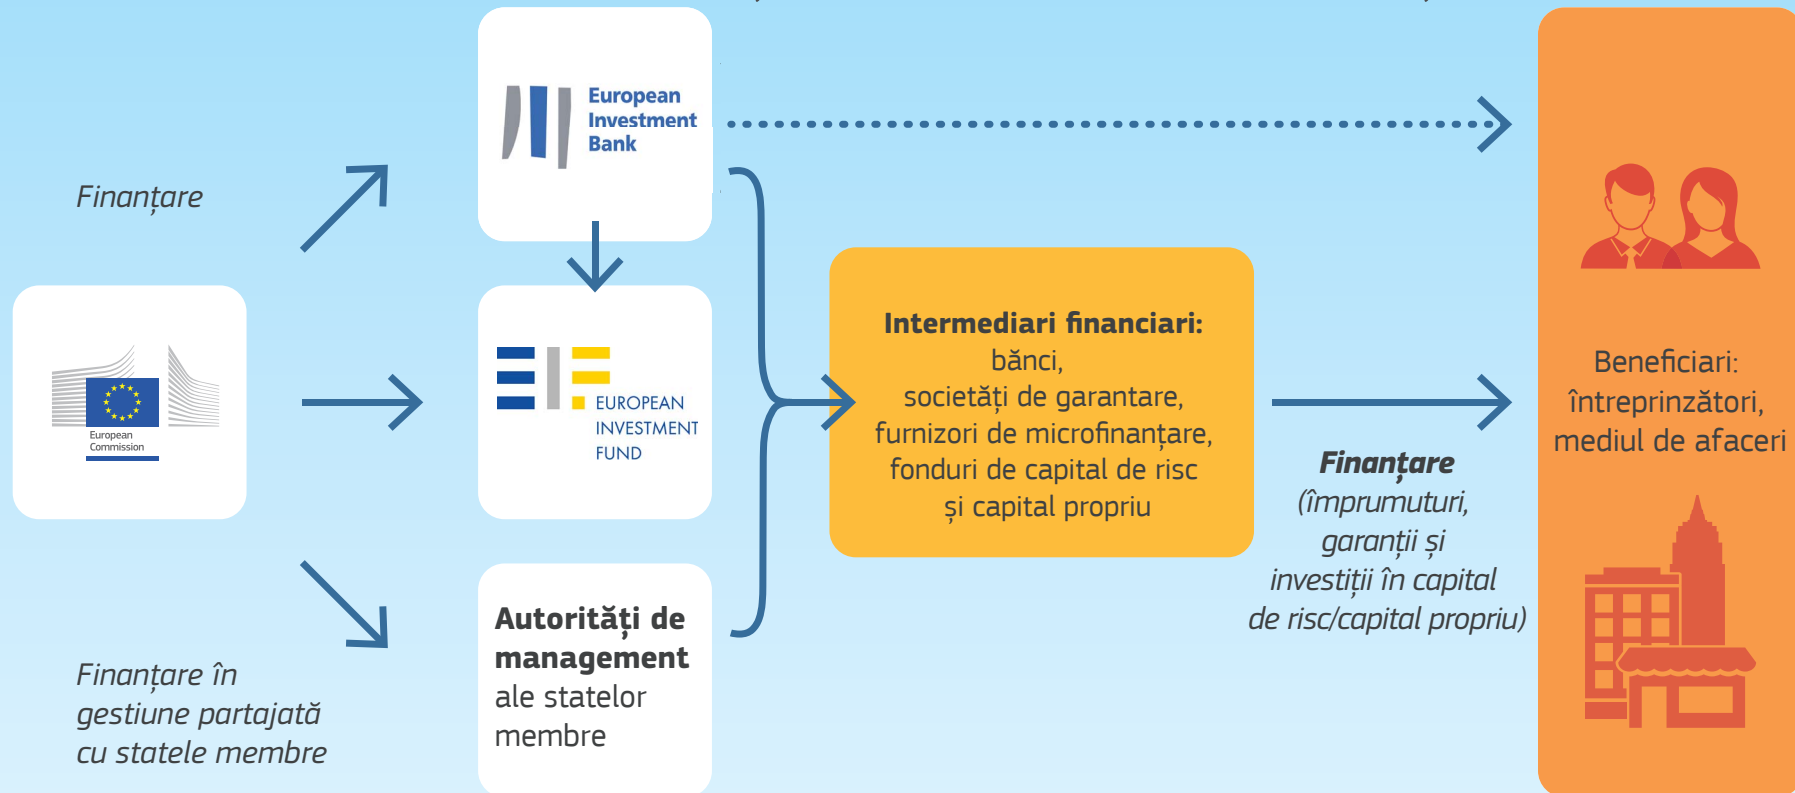 European
Investment
Bank
Finanțare
European
Commission
EUROPEAN
INVESTMENT
FUND
Autorități de
management
ale statelor
membre
Finanțare în
gestiune partajată
cu statele membre
Intermediari financiari:
bănci,
societăți de garantare,
furnizori de microfinanțare,
fonduri de capital de risc
și capital propriu
Finanțare
(împrumuturi,
garanții și
investiții în capital
de risc/capital propriu)
Beneficiari:
întreprinzători,
mediul de afaceri